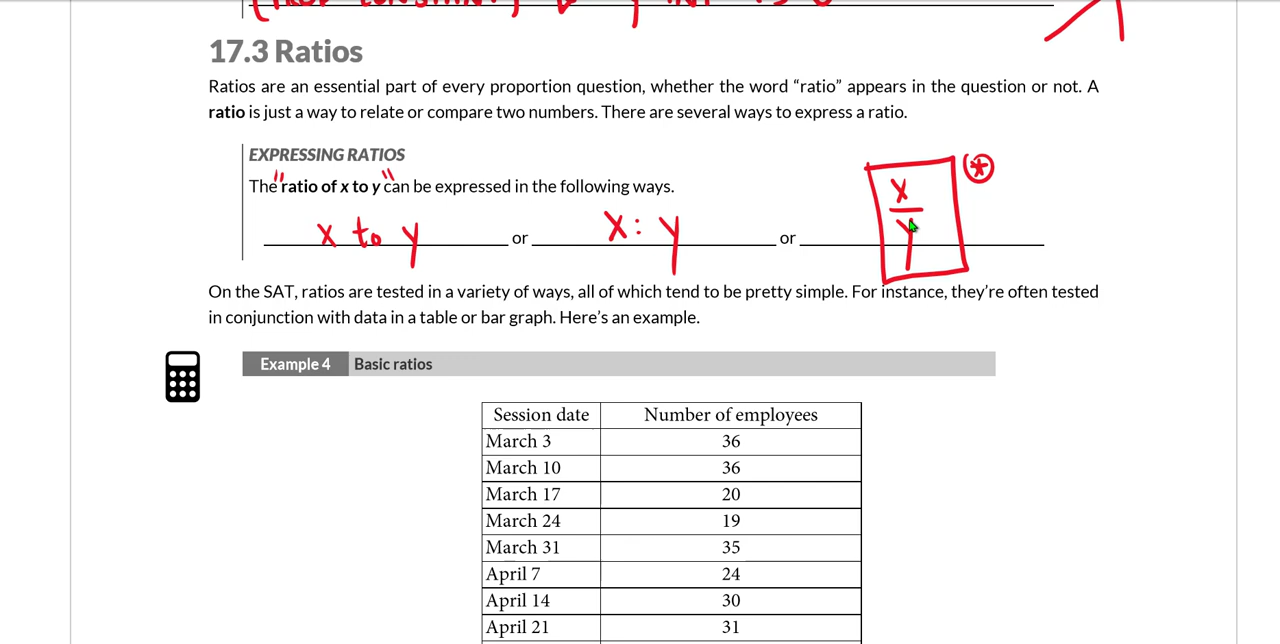 17.3 Ratios
Ratios are an essential part of every proportion question, whether the word “ratio” appears in the question or not. A
ratio is just a way to relate or compare two numbers. There are several ways to express a ratio.
EXPRESSING RATIOS
The "ratio of x to y" can be expressed in the following ways.
x to y or x : y or x/y
On the SAT, ratios are tested in a variety of ways, all of which tend to be pretty simple. For instance, they’re often tested
in conjunction with data in a table or bar graph. Here’s an example.
Example 4 Basic ratios
Session date Number of employees
March 3 36
March 10 36
March 17 20
March 24 19
March 31 35
April 7 24
April 14 30
April 21 31